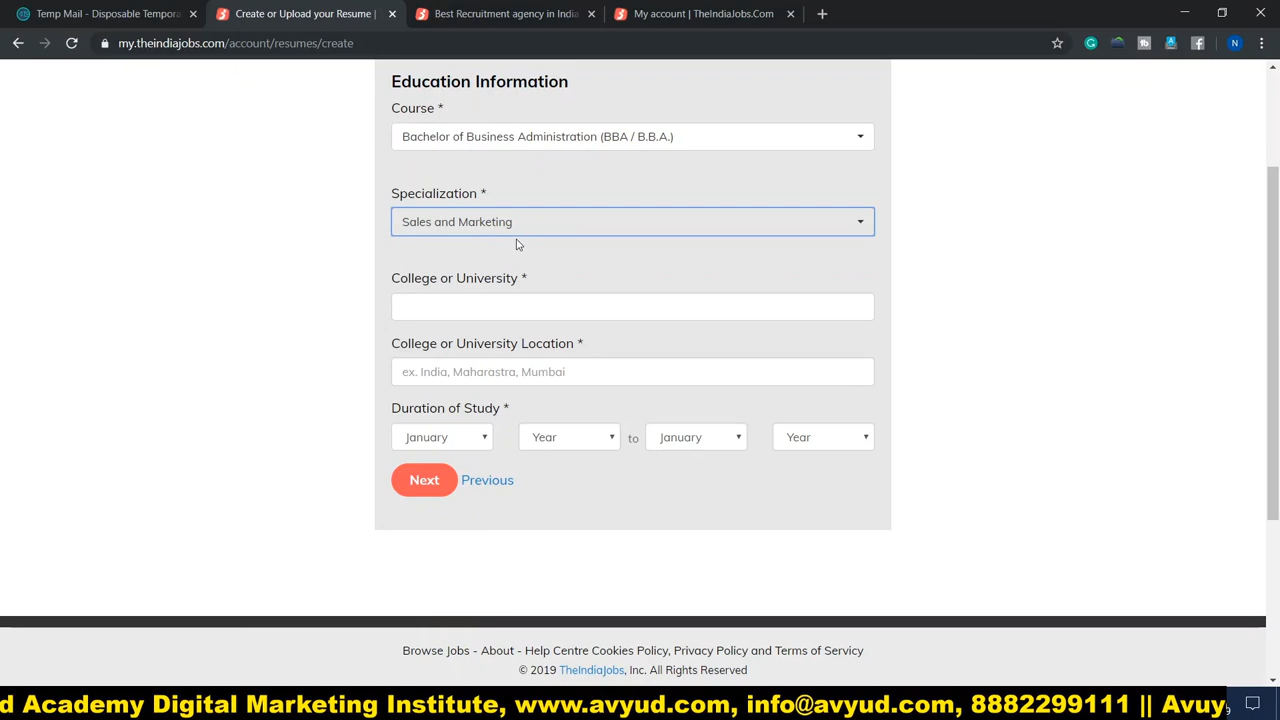 Temp Mail - Disposable Tempora
Create or Upload your Resume |
Best Recruitment agency in India
My account | TheIndiaJobs.Com
my.theindiajobs.com/account/resumes/create
N
Education Information
Course *
Bachelor of Business Administration (BBA / B.B.A.)
Specialization *
Sales and Marketing
College or University *
College or University Location *
ex. India, Maharastra, Mumbai
Duration of Study *
January Year to January Year
Next Previous
Browse Jobs - About - Help Centre Cookies Policy, Privacy Policy and Terms of Servicy
© 2019 TheIndiaJobs, Inc. All Rights Reserved
d Academy Digital Marketing Institute, www.avyud.com, info@avyud.com, 8882299111 || Avuy